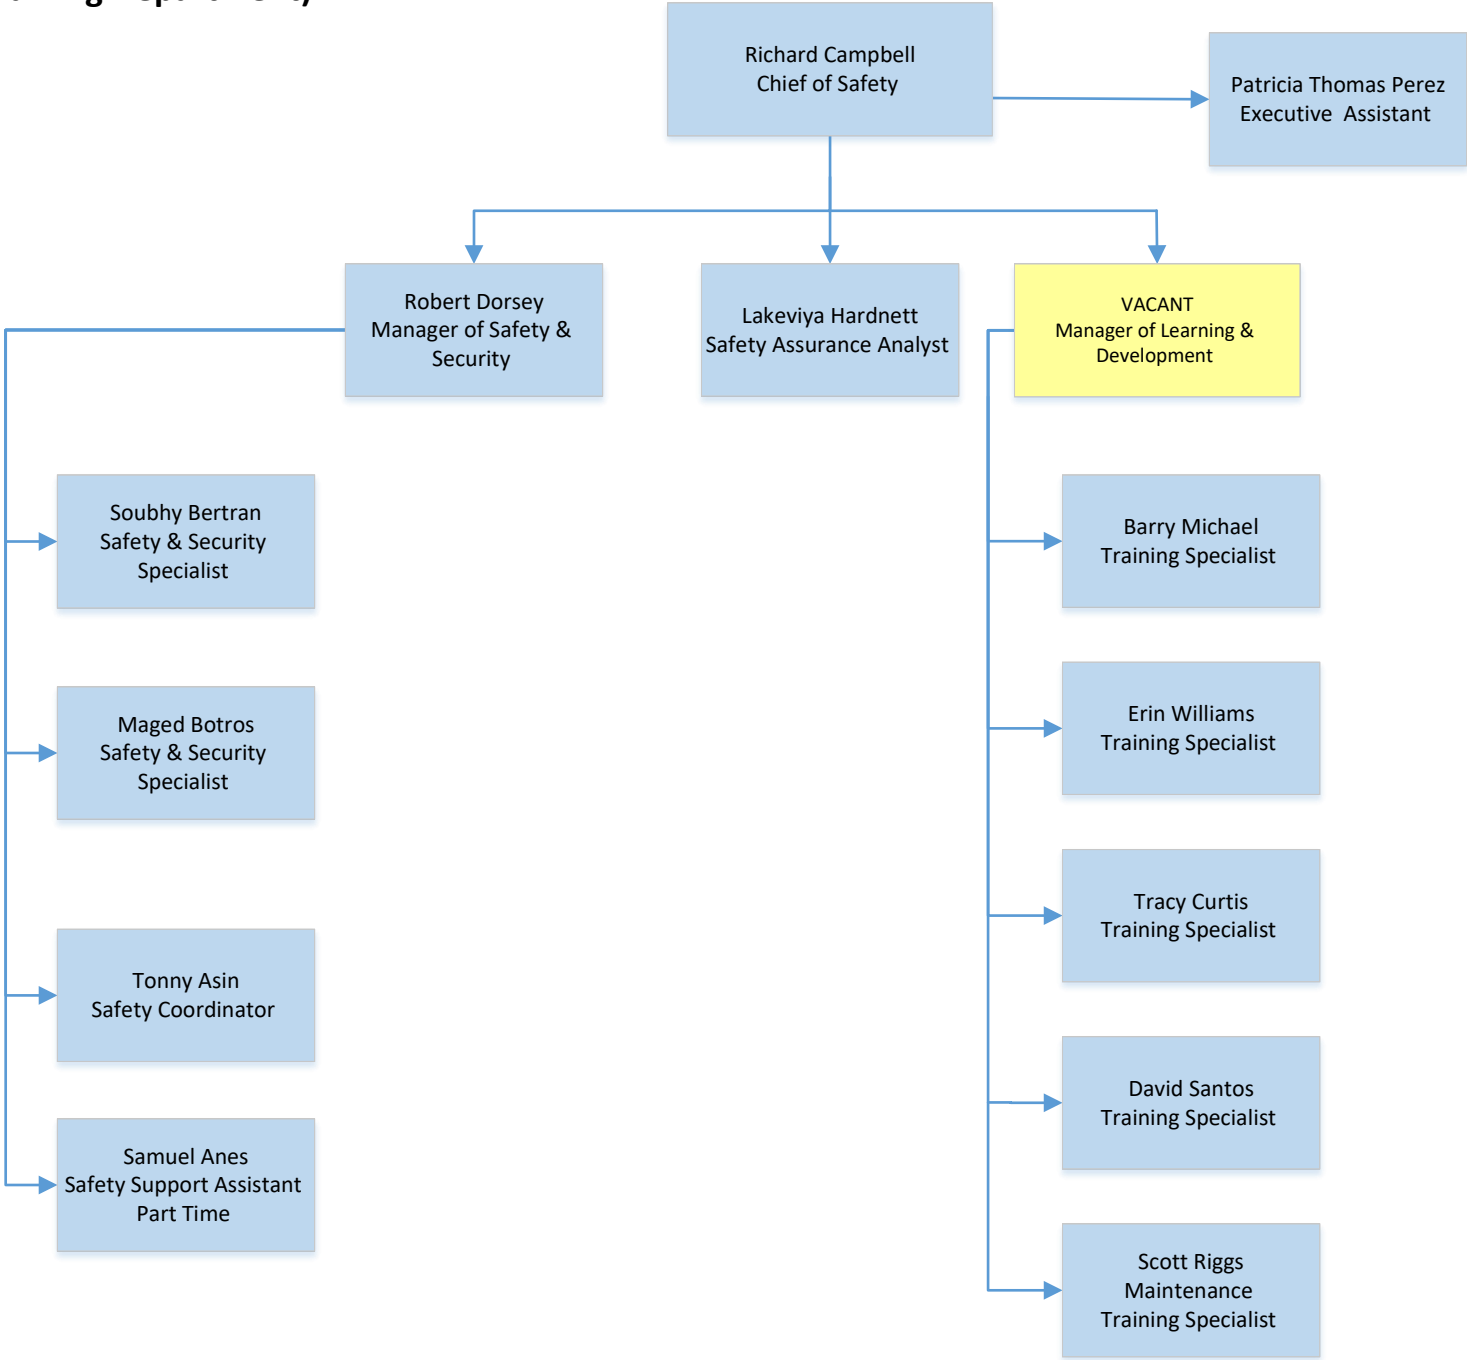 Richard Campbell
Chief of Safety
Patricia Thomas Perez
Executive Assistant
Robert Dorsey
Manager of Safety &
Security
Lakeviya Hardnett
Safety Assurance Analyst
VACANT
Manager of Learning &
Development
Soubhy Bertran
Safety & Security
Specialist
Maged Botros
Safety & Security
Specialist
Tonny Asin
Safety Coordinator
Samuel Anes
Safety Support Assistant
Part Time
Barry Michael
Training Specialist
Erin Williams
Training Specialist
Tracy Curtis
Training Specialist
David Santos
Training Specialist
Scott Riggs
Maintenance
Training Specialist